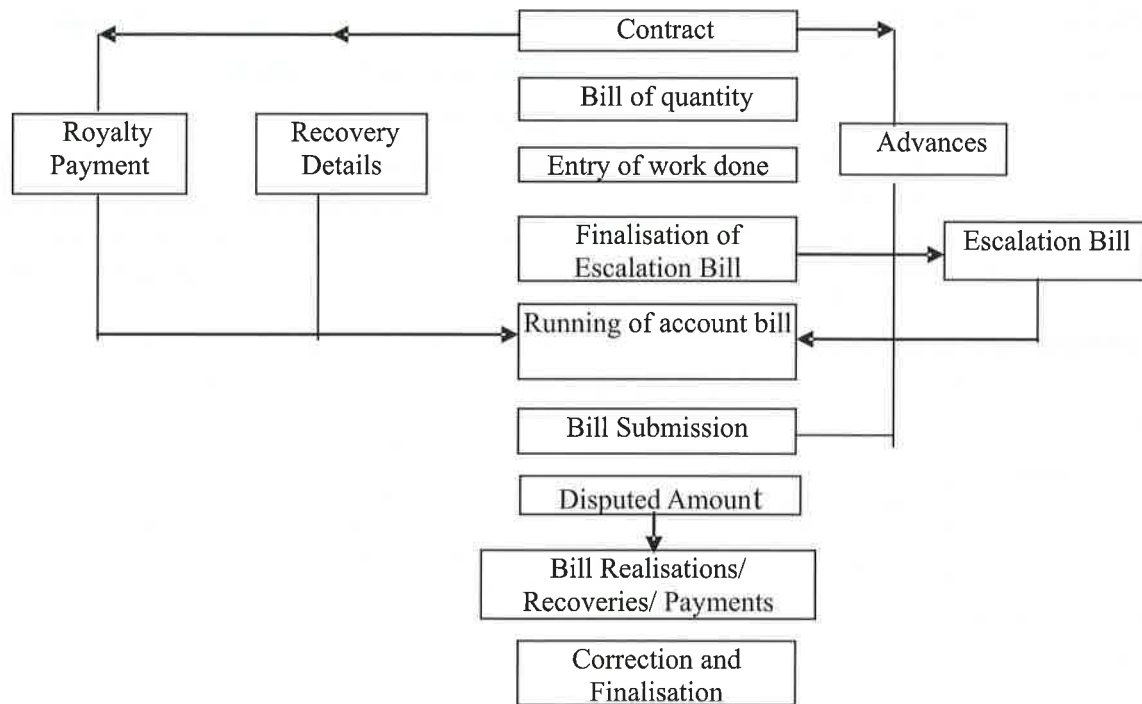 Contract
Bill of quantity
Royalty
Payment
Recovery
Details
Advances
Entry of work done
Finalisation of
Escalation Bill
Escalation Bill
Running of account bill
Bill Submission
Disputed Amount
Bill Realisations/
Recoveries/ Payments
Correction and
Finalisation